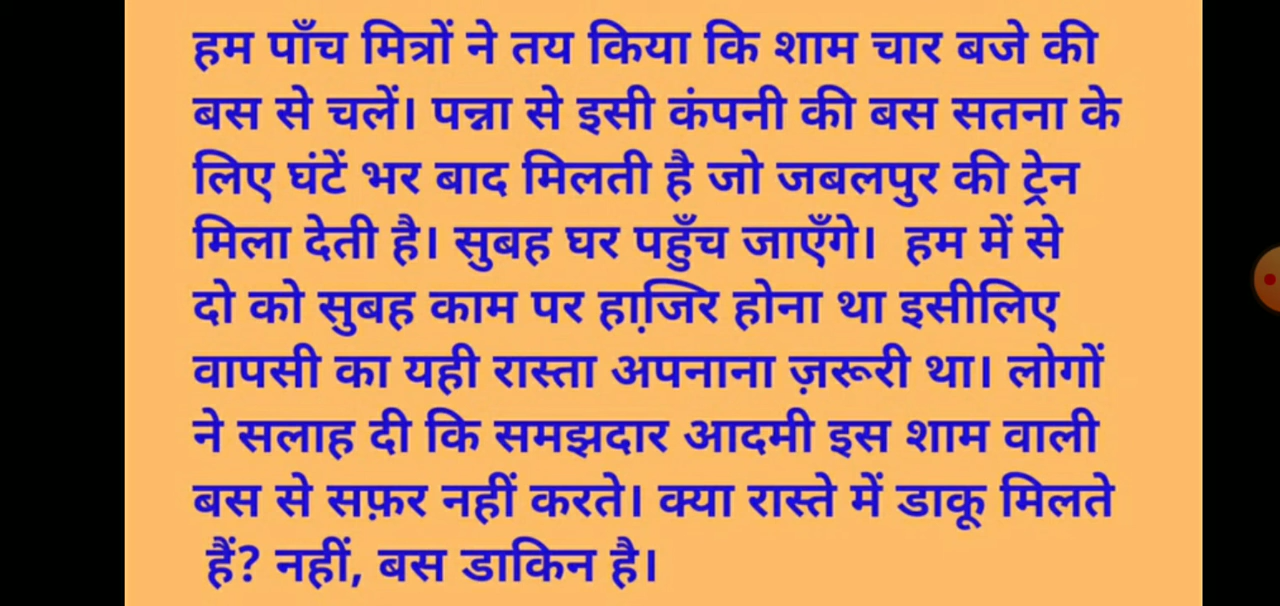 हम पाँच मित्रों ने तय किया कि शाम चार बजे की
बस से चलें। पन्ना से इसी कंपनी की बस सतना के
लिए घंटें भर बाद मिलती है जो जबलपुर की ट्रेन
मिला देती है। सुबह घर पहुँच जाएँगे। हम में से
दो को सुबह काम पर हाज़िर होना था इसीलिए
वापसी का यही रास्ता अपनाना ज़रूरी था। लोगों
ने सलाह दी कि समझदार आदमी इस शाम वाली
बस से सफ़र नहीं करते। क्या रास्ते में डाकू मिलते
हैं? नहीं, बस डाकिन है।